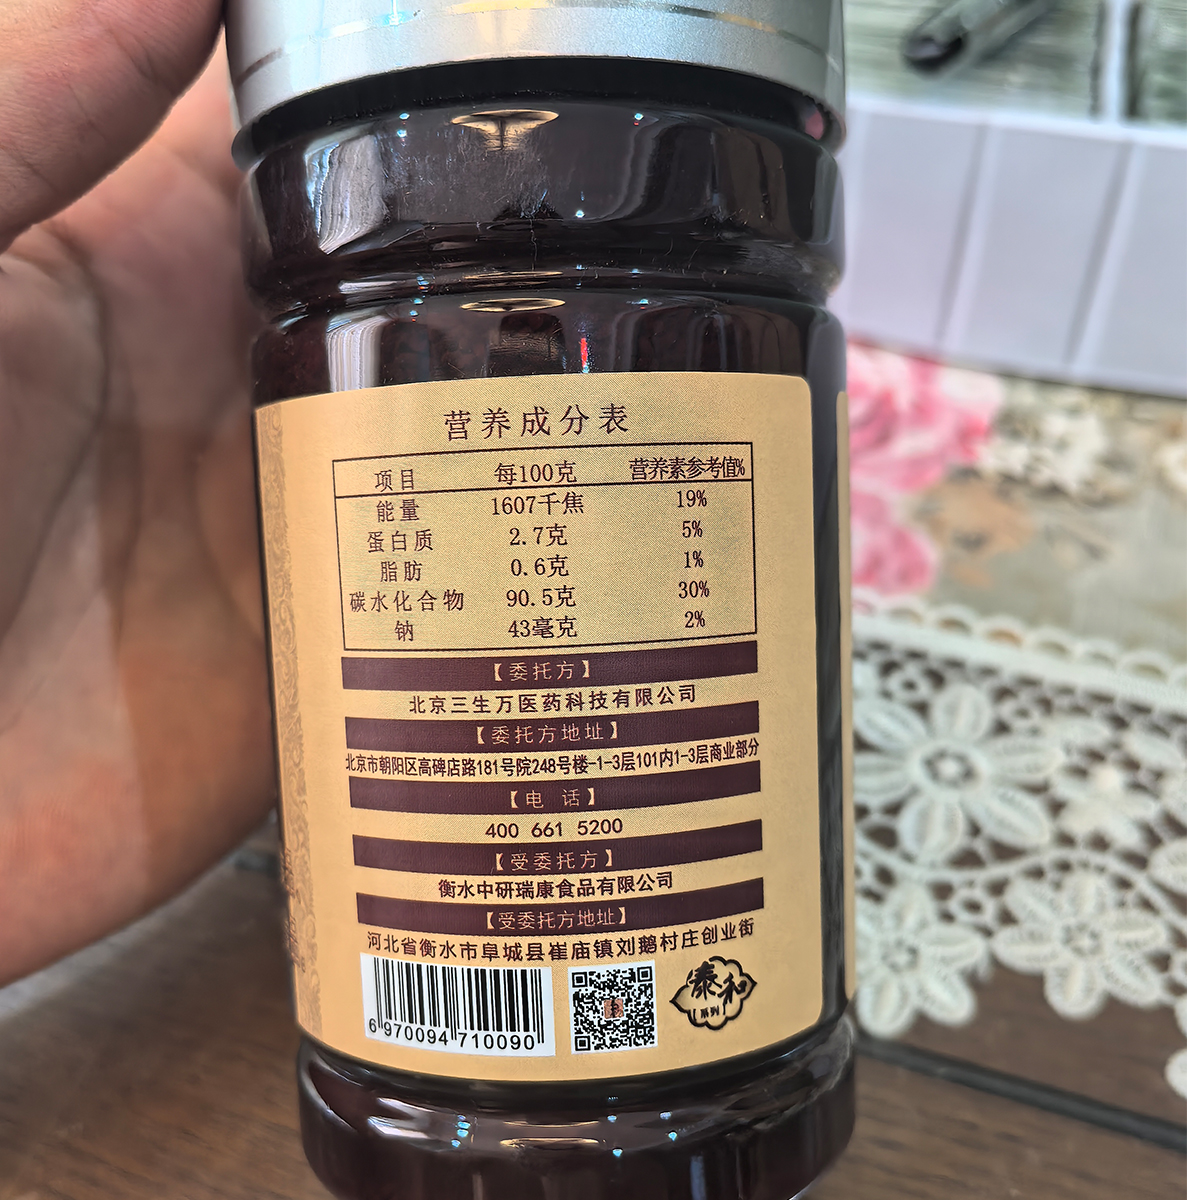 营养成分表
项目 每100克 营养素参考值%
能量 1607千焦 19%
蛋白质 2.7克 5%
脂肪 0.6克 1%
碳水化合物 90.5克 30%
钠 43毫克 2%
【委托方】
北京三生万医药科技有限公司
【委托方地址】
北京市朝阳区高碑店路181号院248号楼-1-3层101内1-3层商业部分
【电 话】
400 661 5200
【受委托方】
衡水中研瑞康食品有限公司
【受委托方地址】
河北省衡水市阜城县崔庙镇刘鹅村庄创业街
6 970094 710090
泰和
【系列】